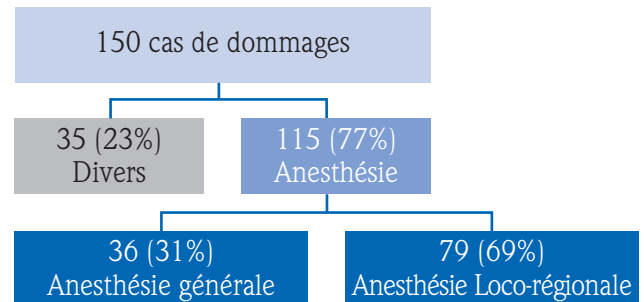 150 cas de dommages
35 (23%)
Divers
115 (77%)
Anesthésie
36 (31%)
Anesthésie générale
79 (69%)
Anesthésie Loco-régionale